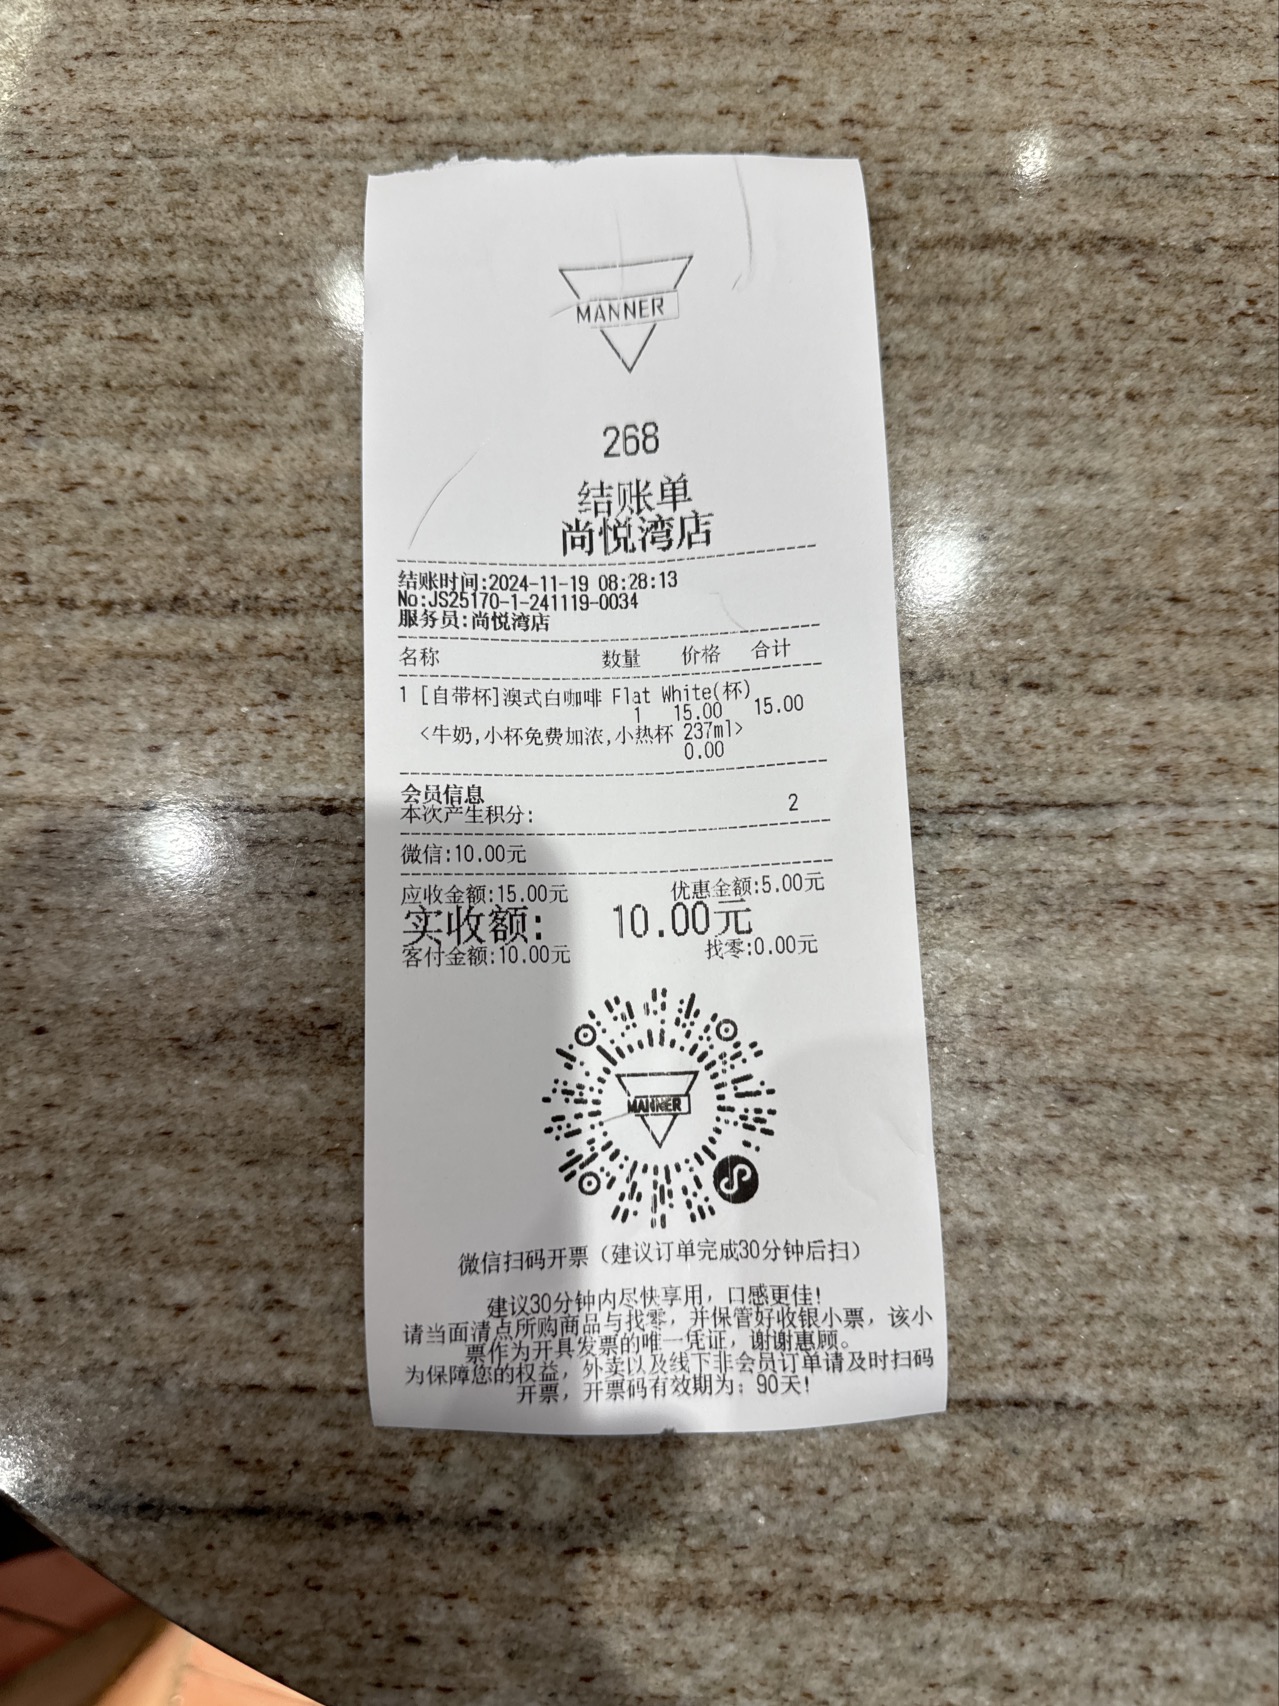 MANNER
268
结账单
尚悦湾店
结账时间:2024-11-19 08:28:13
No:JS25170-1-241119-0034
服务员:尚悦湾店
名称 数量 价格 合计
1 [自带杯]澳式白咖啡 Flat White(杯)
1 15.00 15.00
<牛奶,小杯免费加浓,小热杯 237ml>
0.00
会员信息
本次产生积分: 2
微信:10.00元
应收金额:15.00元 优惠金额:5.00元
实收额: 10.00元
客付金额:10.00元 找零:0.00元
MANNER
微信扫码开票（建议订单完成30分钟后扫）
建议30分钟内尽快享用，口感更佳!
请当面清点所购商品与找零，并保管好收银小票，该小
票作为开具发票的唯一凭证，谢谢惠顾。
为保障您的权益，外卖以及线下非会员订单请及时扫码
开票，开票码有效期为：90天!